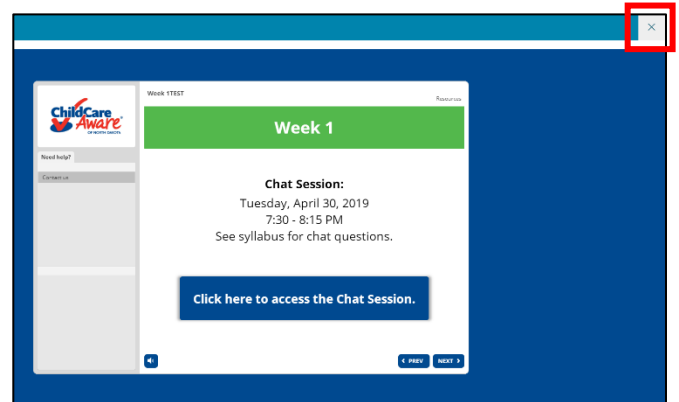 ×
Week 1TEST
Resources
ChildCare
Aware®
OF NORTH DAKOTA
Week 1
Need help?
Contact us
Chat Session:
Tuesday, April 30, 2019
7:30 - 8:15 PM
See syllabus for chat questions.
Click here to access the Chat Session.
< PREV
NEXT >